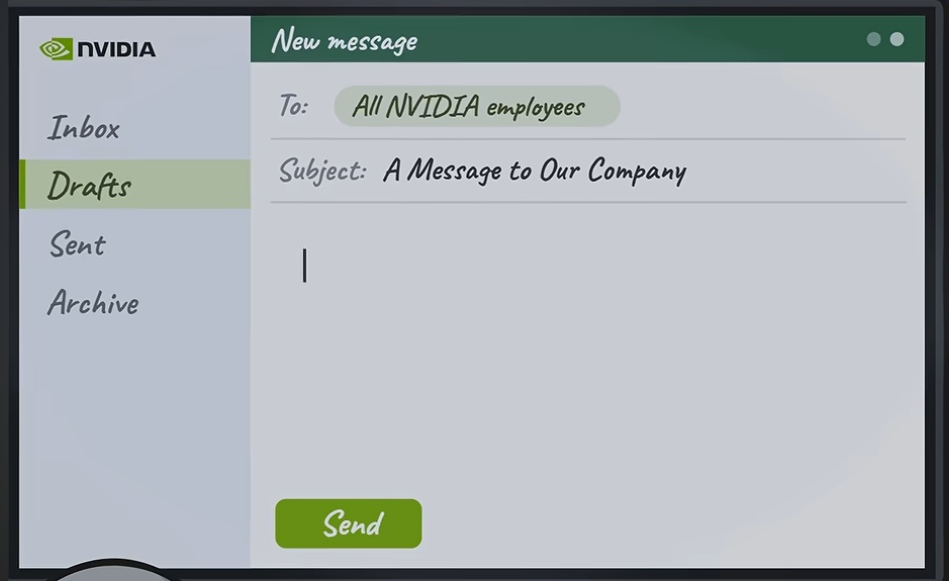 NVIDIA
New message
Inbox
Drafts
Sent
Archive
To: All NVIDIA employees
Subject: A Message to Our Company
Send